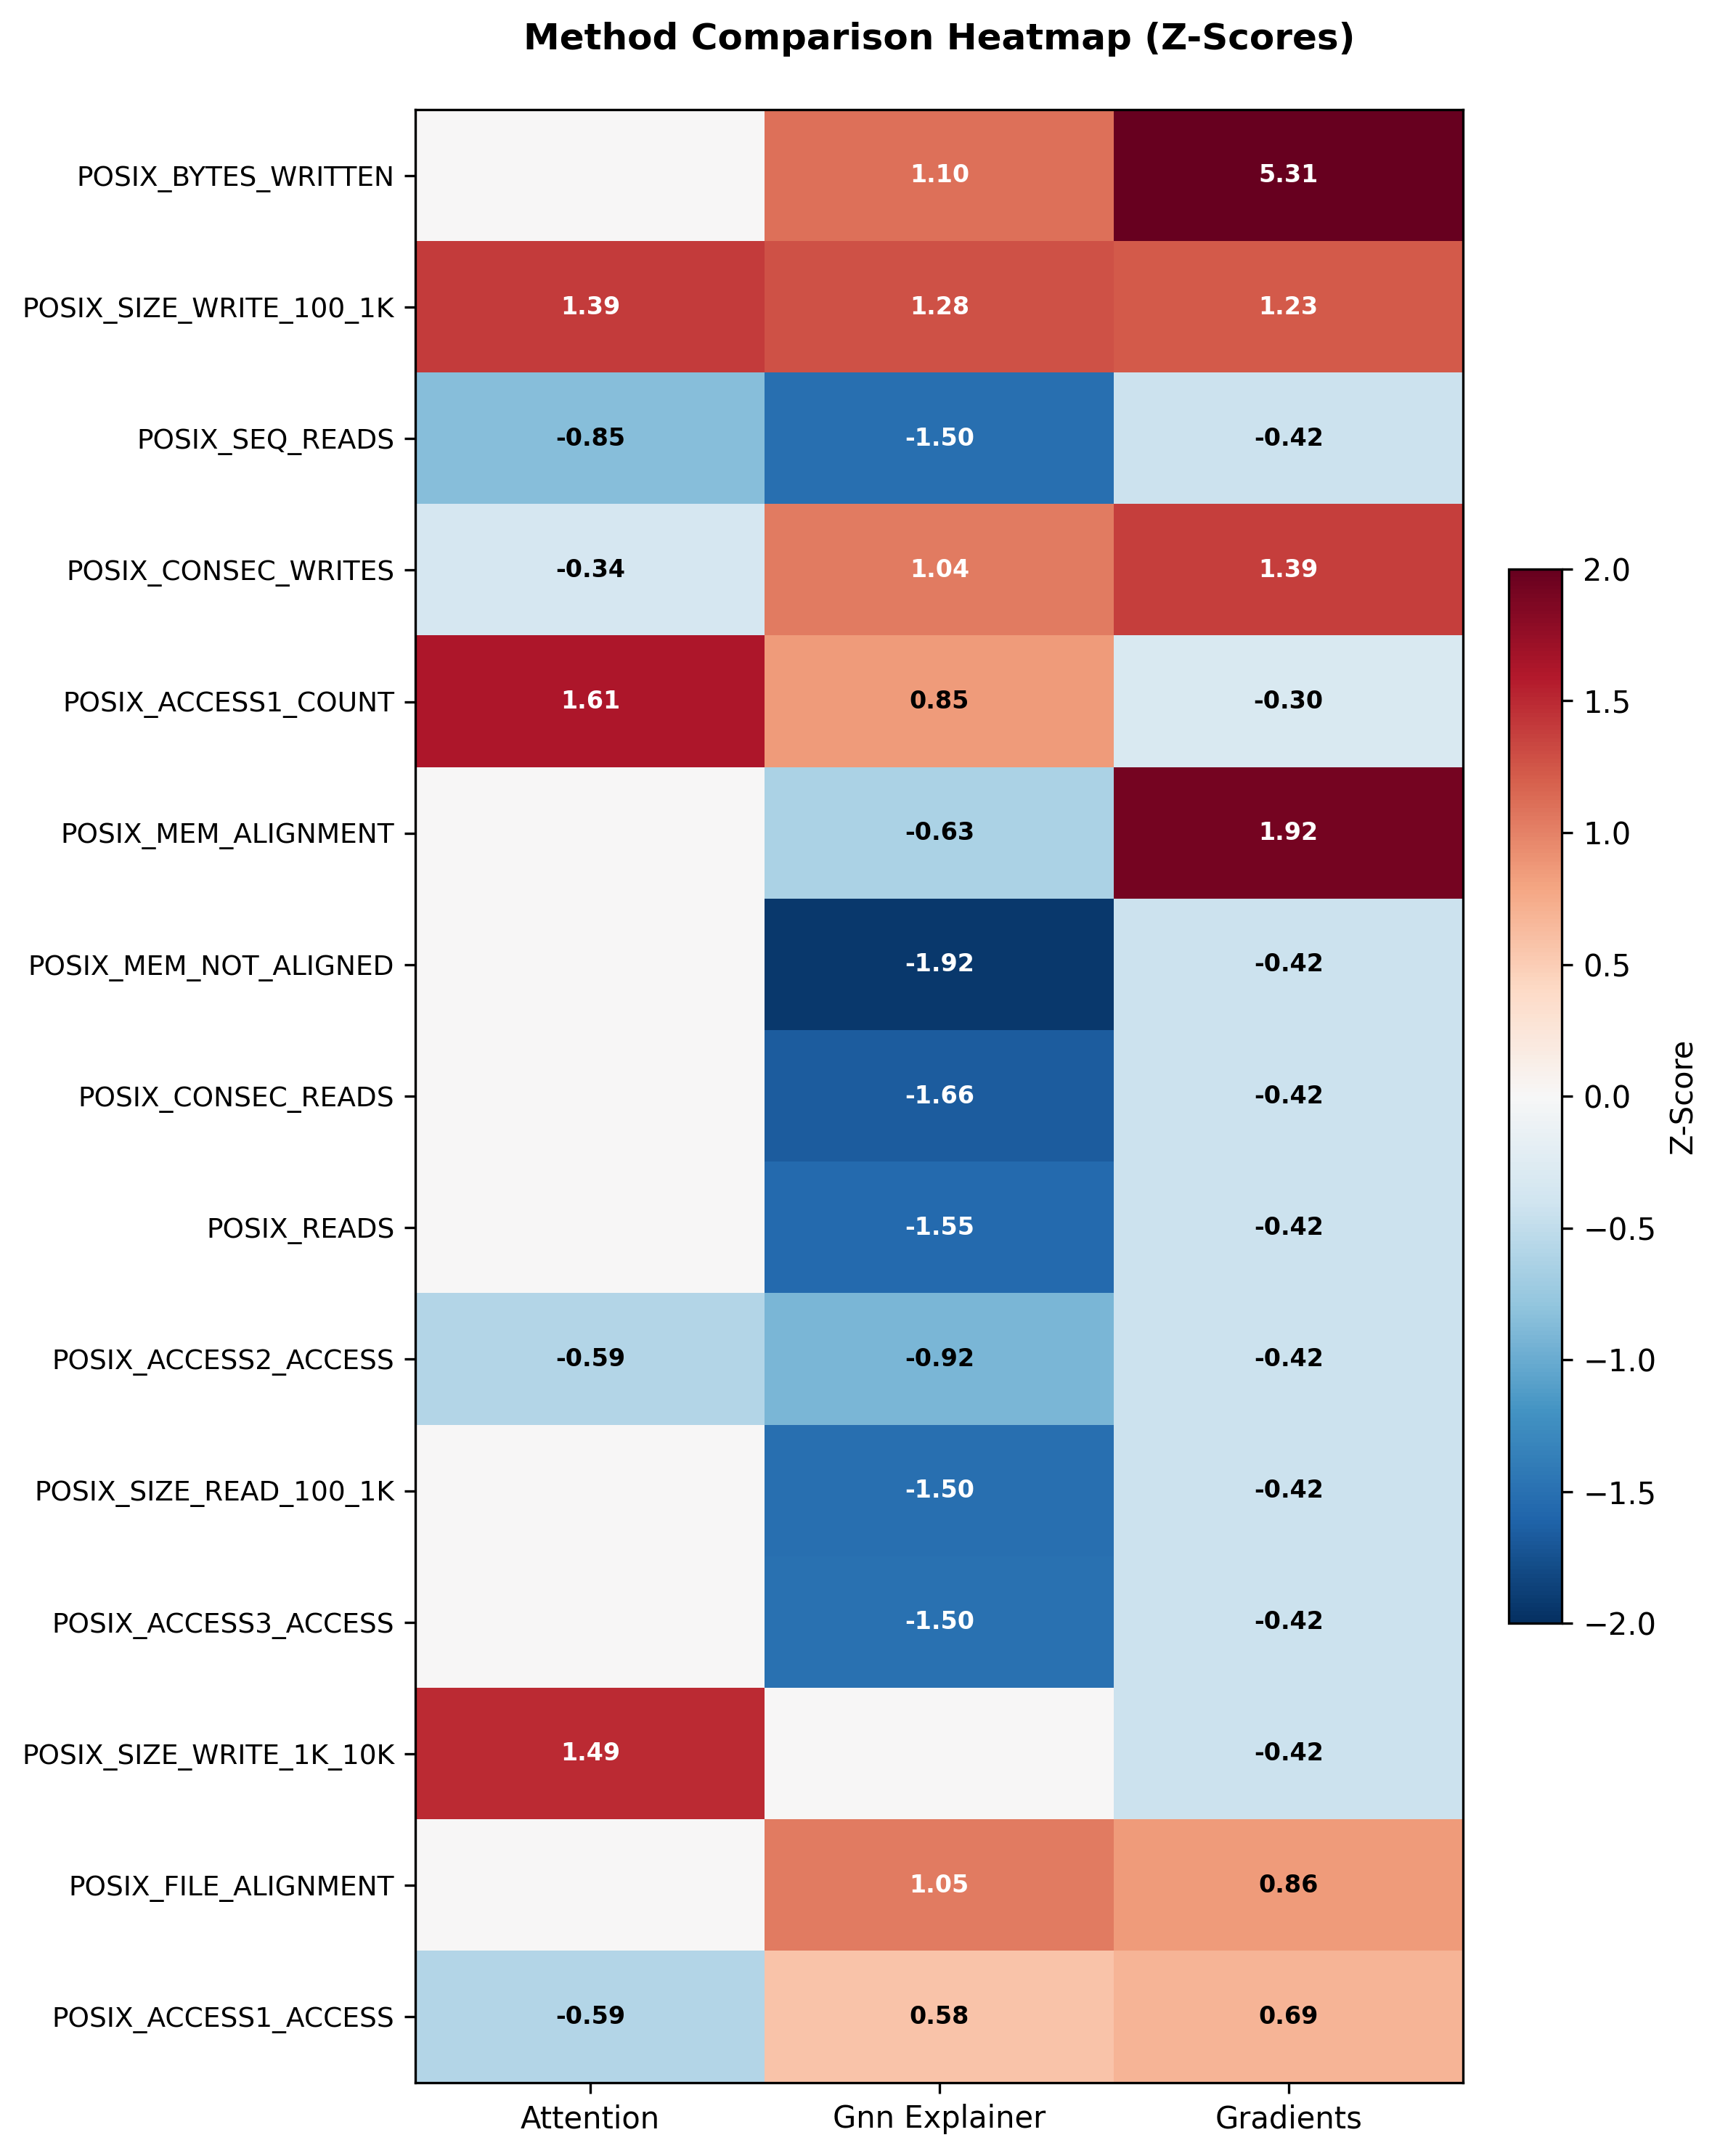 Method Comparison Heatmap (Z-Scores)
POSIX_BYTES_WRITTEN 1.10 5.31
POSIX_SIZE_WRITE_100_1K 1.39 1.28 1.23
POSIX_SEQ_READS -0.85 -1.50 -0.42
POSIX_CONSEC_WRITES -0.34 1.04 1.39
POSIX_ACCESS1_COUNT 1.61 0.85 -0.30
POSIX_MEM_ALIGNMENT -0.63 1.92
POSIX_MEM_NOT_ALIGNED -1.92 -0.42
POSIX_CONSEC_READS -1.66 -0.42
POSIX_READS -1.55 -0.42
POSIX_ACCESS2_ACCESS -0.59 -0.92 -0.42
POSIX_SIZE_READ_100_1K -1.50 -0.42
POSIX_ACCESS3_ACCESS -1.50 -0.42
POSIX_SIZE_WRITE_1K_10K 1.49 -0.42
POSIX_FILE_ALIGNMENT 1.05 0.86
POSIX_ACCESS1_ACCESS -0.59 0.58 0.69
Attention Gnn Explainer Gradients
2.0
1.5
1.0
0.5
0.0
−0.5
−1.0
−1.5
−2.0
Z-Score